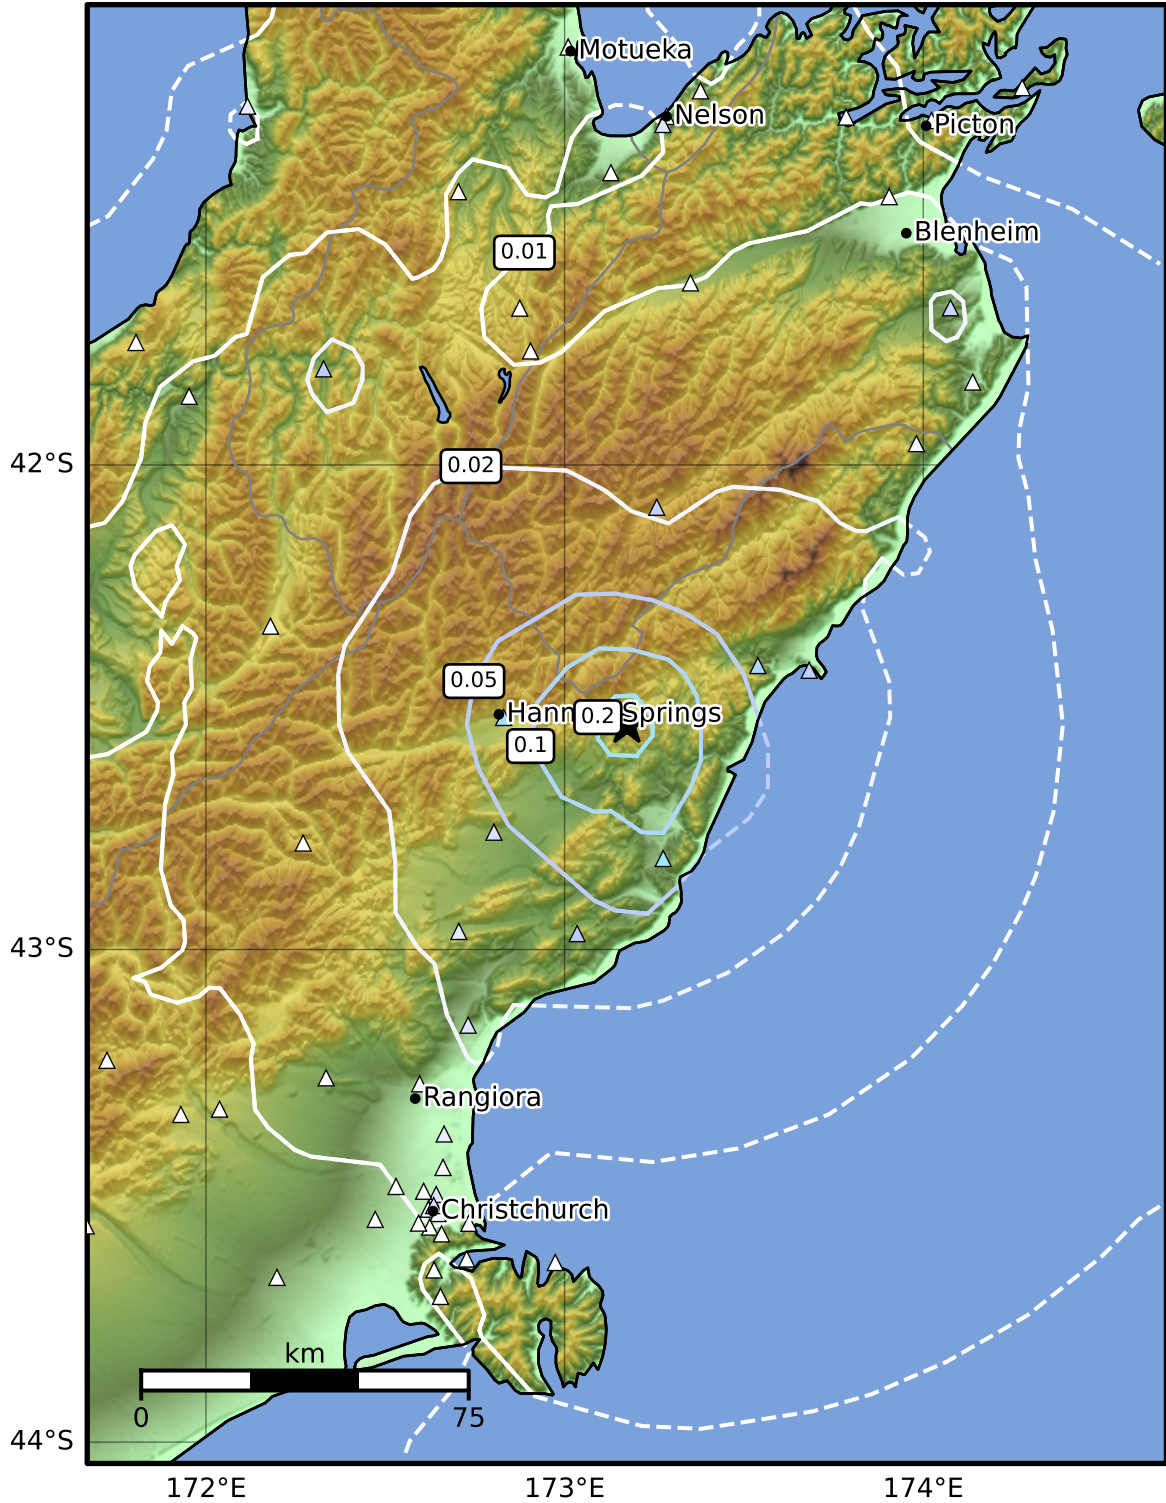 Motueka
Nelson
Picton
0.01
Blenheim
42°S
0.02
0.05
Hann Springs
0.2
0.1
43°S
Rangiora
Christchurch
km
0
75
44°S
172°E
173°E
174°E